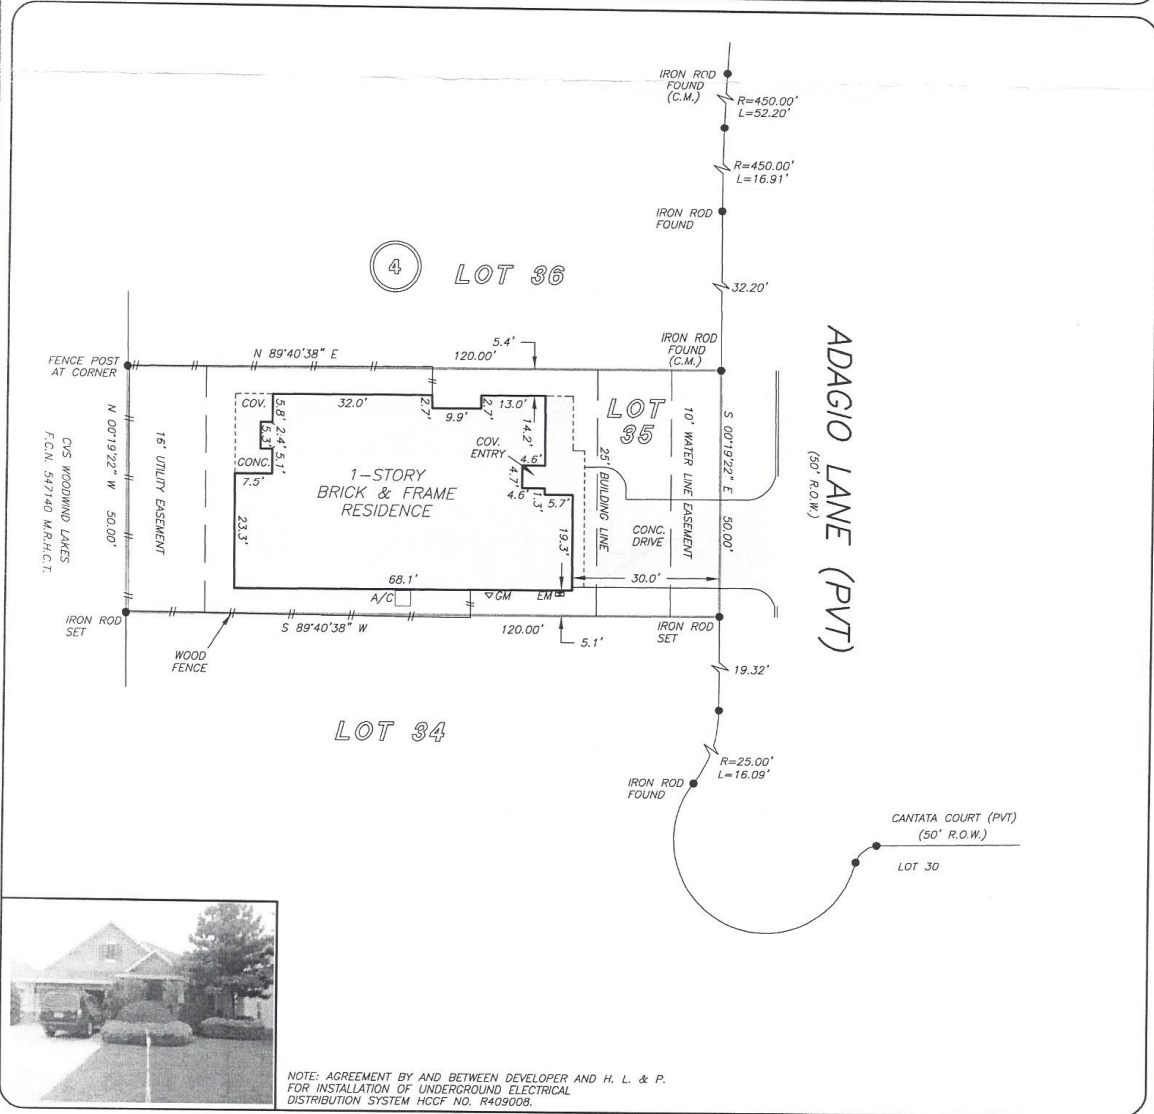 IRON ROD
FOUND
(C.M.)
R=450.00'
L=52.20'
R=450.00'
L=16.91'
IRON ROD
FOUND
4
LOT 36
32.20'
IRON ROD
FOUND
(C.M.)
5.4'
N 89°40'38" E
120.00'
FENCE POST
AT CORNER
COV.
5.8'
32.0'
2.7'
9.9'
2.7'
13.0'
14.2'
LOT
35
5.3'
2.4'
5.1'
CONC.
7.5'
COV.
ENTRY
4.6'
4.7'
4.6'
1.3'
5.7'
1-STORY
BRICK & FRAME
RESIDENCE
23.3'
19.3'
68.1'
CVS WOODWIND LAKES
F.C.N. 547140 M.R.H.C.T.
N 00°19'22" W 50.00'
16' UTILITY EASEMENT
25' BUILDING LINE
CONC.
DRIVE
10' WATER LINE EASEMENT
S 00°19'22" E 50.00'
ADAGIO LANE (PVT)
(50' R.O.W.)
30.0'
A/C
GM
EM
IRON ROD
SET
S 89°40'38" W
120.00'
5.1'
IRON ROD
SET
WOOD
FENCE
19.32'
LOT 34
R=25.00'
L=16.09'
IRON ROD
FOUND
CANTATA COURT (PVT)
(50' R.O.W.)
LOT 30
NOTE: AGREEMENT BY AND BETWEEN DEVELOPER AND H. L. & P.
FOR INSTALLATION OF UNDERGROUND ELECTRICAL
DISTRIBUTION SYSTEM HCCF NO. R409008.